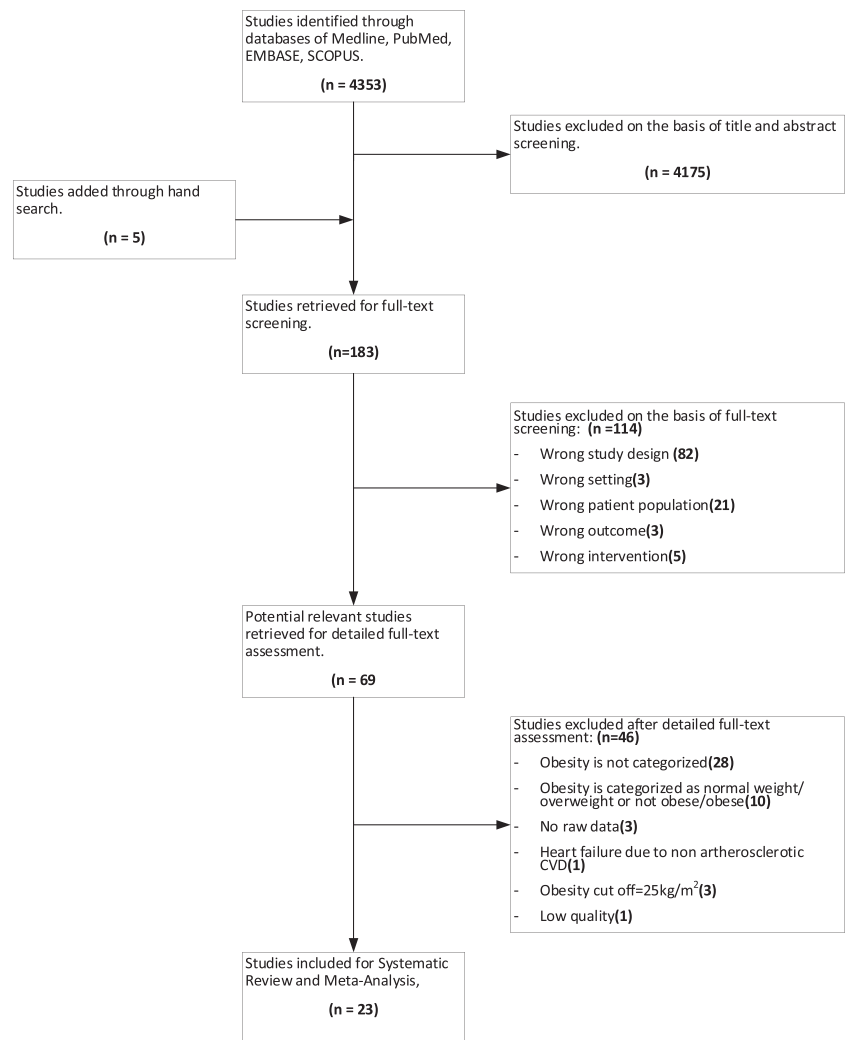 Studies identified through
databases of Medline, PubMed,
EMBASE, SCOPUS.
(n = 4353)
Studies excluded on the basis of title and abstract
screening.
(n = 4175)
Studies added through hand
search.
(n = 5)
Studies retrieved for full-text
screening.
(n=183)
Studies excluded on the basis of full-text
screening: (n =114)
- Wrong study design (82)
- Wrong setting(3)
- Wrong patient population(21)
- Wrong outcome(3)
- Wrong intervention(5)
Potential relevant studies
retrieved for detailed full-text
assessment.
(n = 69
Studies excluded after detailed full-text
assessment: (n=46)
- Obesity is not categorized(28)
- Obesity is categorized as normal weight/
overweight or not obese/obese(10)
- No raw data(3)
- Heart failure due to non artherosclerotic
CVD(1)
- Obesity cut off=25kg/m²(3)
- Low quality(1)
Studies included for Systematic
Review and Meta-Analysis,
(n = 23)